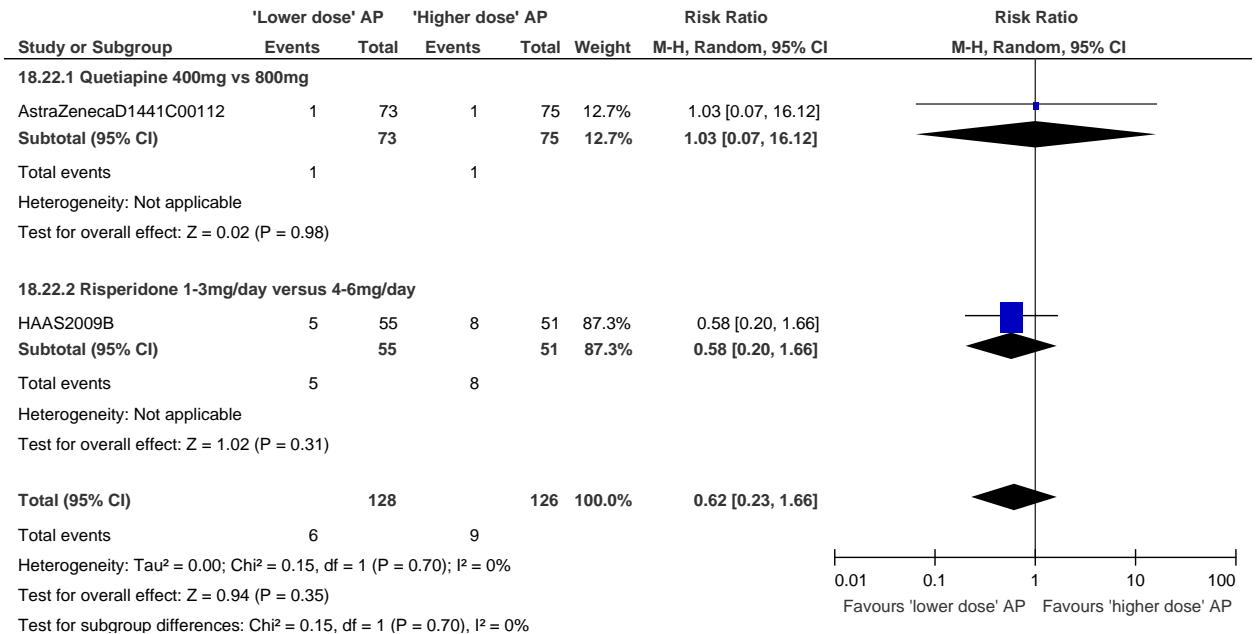 'Lower dose' AP 'Higher dose' AP Risk Ratio Risk Ratio
Study or Subgroup Events Total Events Total Weight M-H, Random, 95% CI M-H, Random, 95% CI
18.22.1 Quetiapine 400mg vs 800mg
AstraZenecaD1441C00112 1 73 1 75 12.7% 1.03 [0.07, 16.12]
Subtotal (95% CI) 73 75 12.7% 1.03 [0.07, 16.12]
Total events 1 1
Heterogeneity: Not applicable
Test for overall effect: Z = 0.02 (P = 0.98)
18.22.2 Risperidone 1-3mg/day versus 4-6mg/day
HAAS2009B 5 55 8 51 87.3% 0.58 [0.20, 1.66]
Subtotal (95% CI) 55 51 87.3% 0.58 [0.20, 1.66]
Total events 5 8
Heterogeneity: Not applicable
Test for overall effect: Z = 1.02 (P = 0.31)
Total (95% CI) 128 126 100.0% 0.62 [0.23, 1.66]
Total events 6 9
Heterogeneity: Tau² = 0.00; Chi² = 0.15, df = 1 (P = 0.70); I² = 0%
Test for overall effect: Z = 0.94 (P = 0.35)
Test for subgroup differences: Chi² = 0.15, df = 1 (P = 0.70), I² = 0%
0.01 0.1 1 10 100
Favours 'lower dose' AP Favours 'higher dose' AP